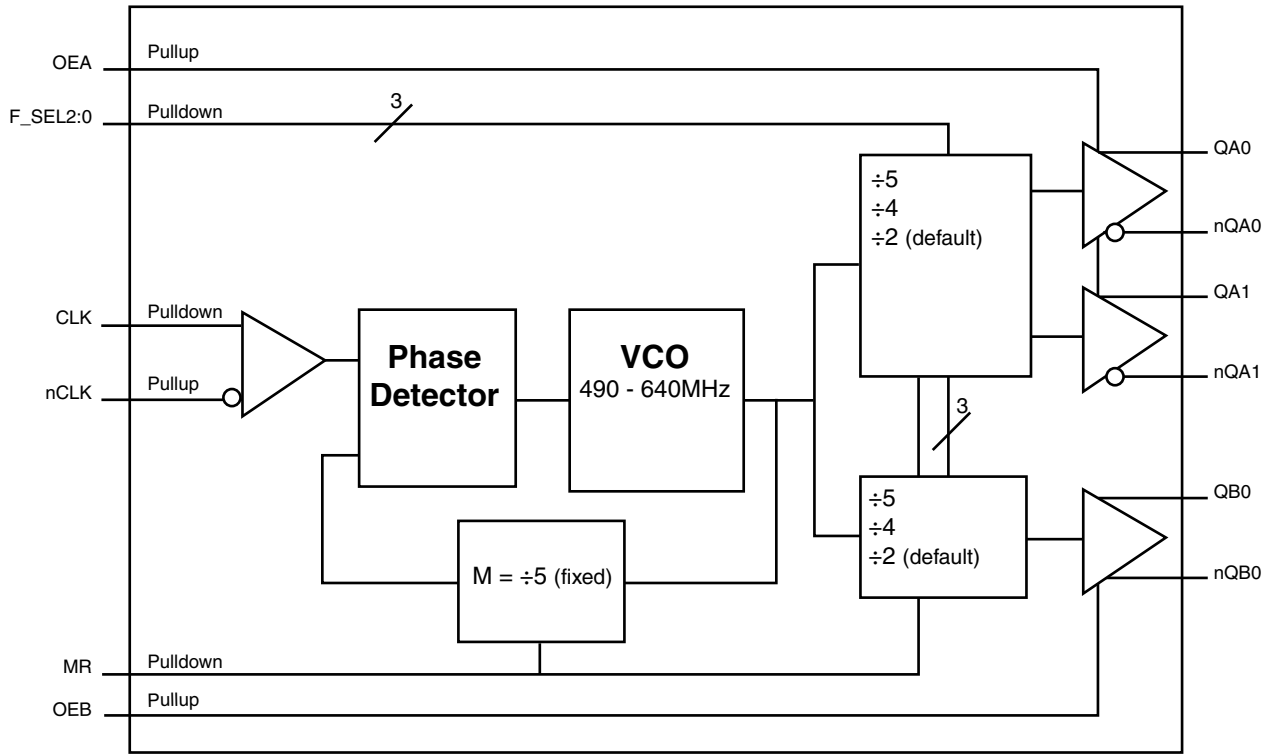 OEA
Pullup
F_SEL2:0
Pulldown
3
QA0
÷5
÷4
÷2 (default)
nQA0
QA1
CLK
Pulldown
Phase
Detector
VCO
490 - 640MHz
nQA1
nCLK
Pullup
3
÷5
÷4
÷2 (default)
QB0
M = ÷5 (fixed)
nQB0
MR
Pulldown
OEB
Pullup